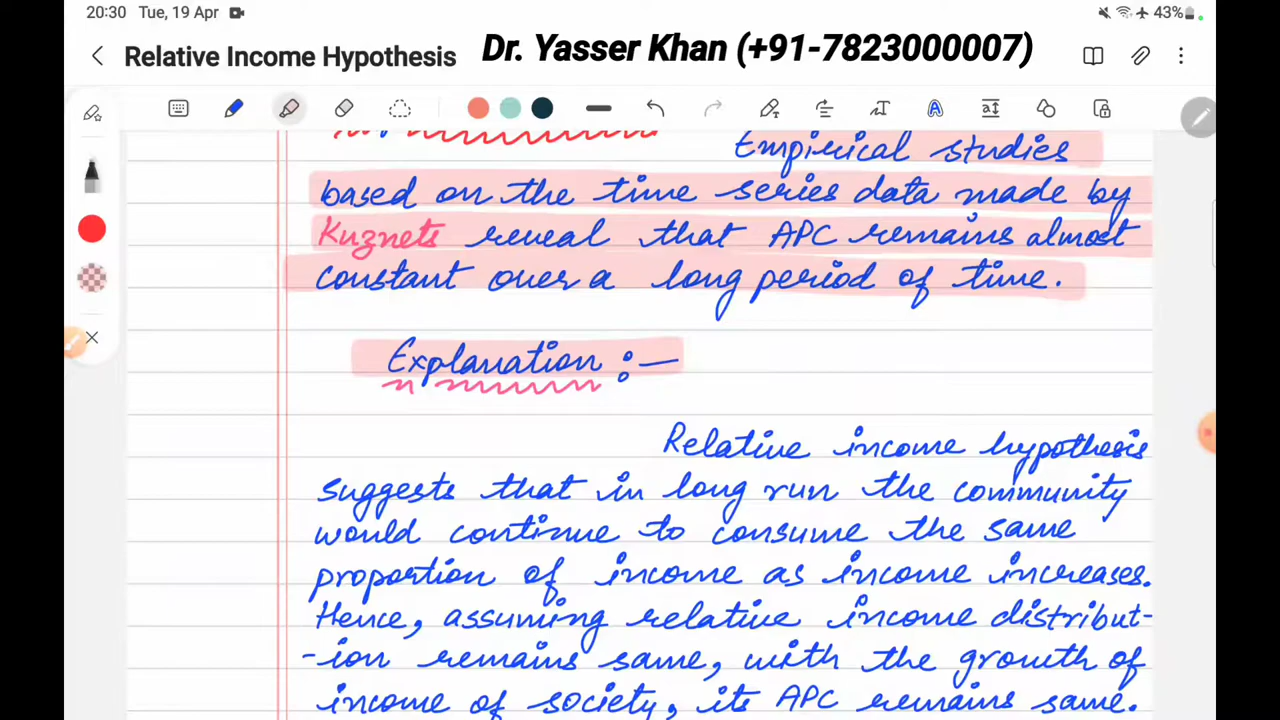 20:30 Tue, 19 Apr 43%
Relative Income Hypothesis Dr. Yasser Khan (+91-7823000007)
Empirical studies
based on the time series data made by
Kuznets reveal that APC remains almost
constant over a long period of time.
Explanation :-
Relative income hypothesis
suggests that in long run the community
would continue to consume the same
proportion of income as income increases.
Hence, assuming relative income distribut-
-ion remains same, with the growth of
income of society, its APC remains same.